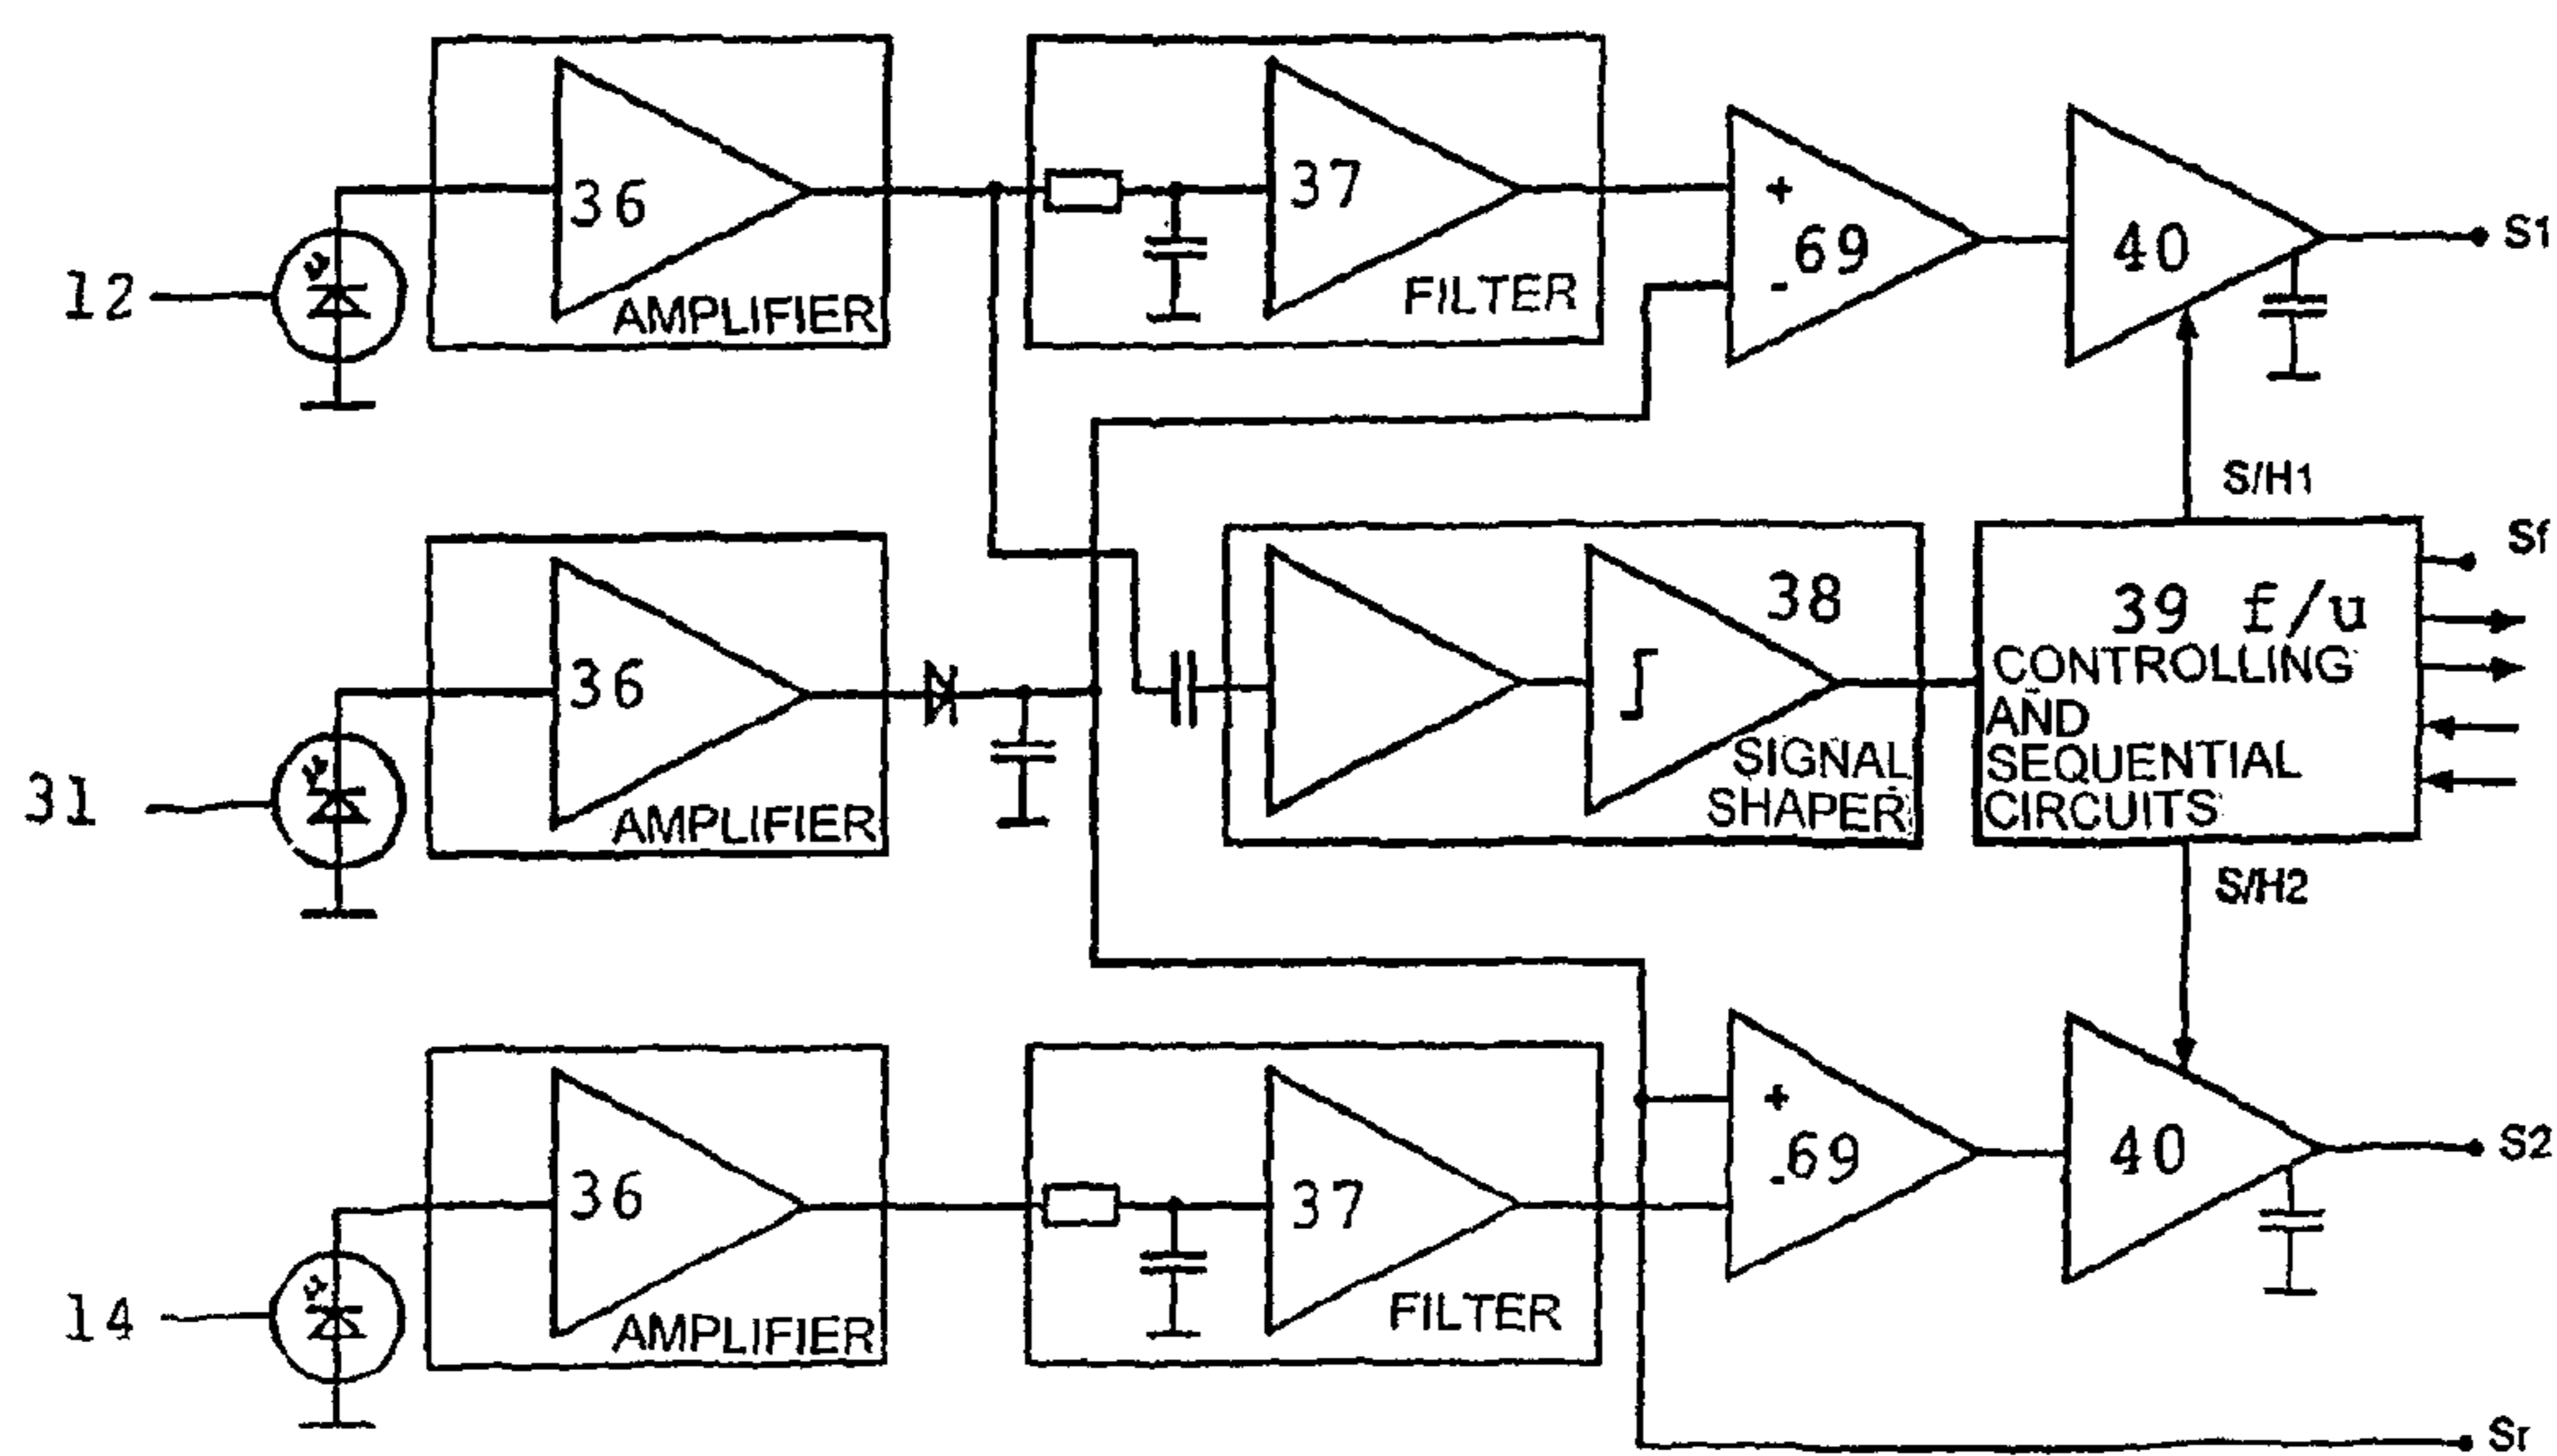 12
36
AMPLIFIER
37
FILTER
+
-
69
40
S1
S/H1
31
36
AMPLIFIER
38
SIGNAL
SHAPER
39 f/u
CONTROLLING
AND
SEQUENTIAL
CIRCUITS
Sf
S/H2
14
36
AMPLIFIER
37
FILTER
+
-
69
40
S2
Sr